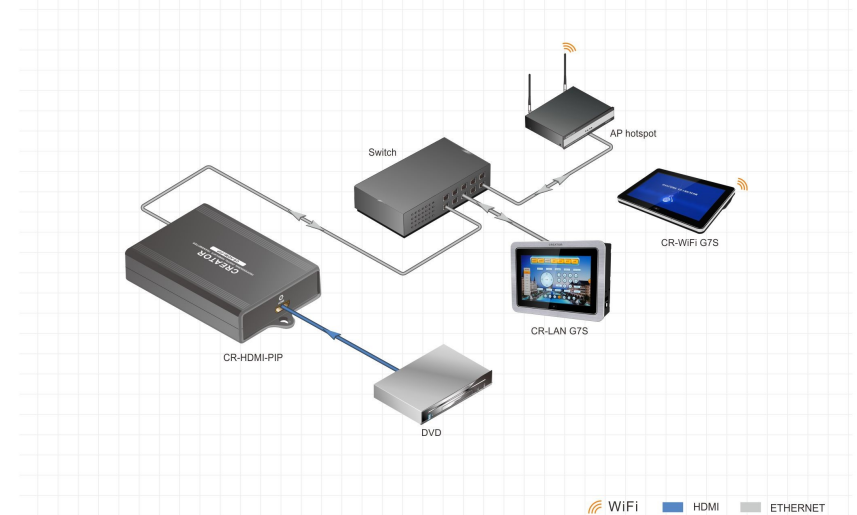 AP hotspot
Switch
CREATOR
CR-WiFi G7S
CR-LAN G7S
CR-HDMI-PIP
DVD
WiFi
HDMI
ETHERNET